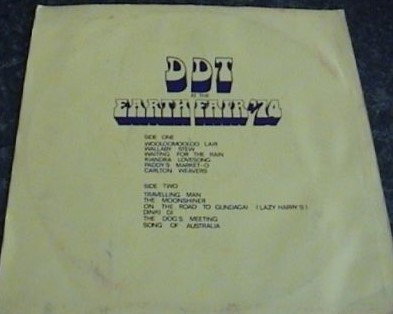 DDT
AT THE
EARTH FAIR '74
SIDE ONE
WOOLOOMOOLOO LAIR
WALLABY STEW
WAITING FOR THE RAIN
KIANDRA LOVESONG
PADDY'S MARKET-O
CARLTON WEAVERS
SIDE TWO
TRAVELLING MAN
THE MOONSHINER
ON THE ROAD TO GUNDAGAI (LAZY HARRY'S)
DINKI DI
THE DOG'S MEETING
SONG OF AUSTRALIA